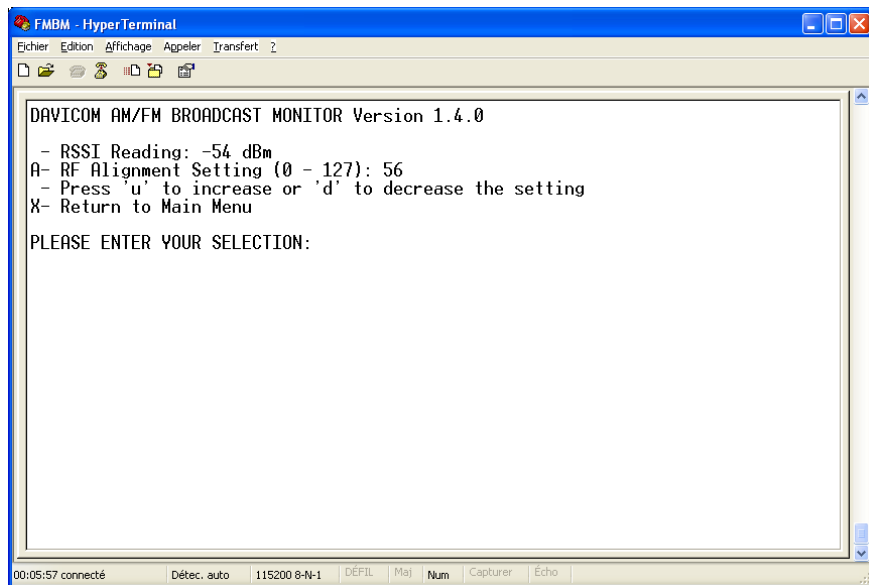 FMBM - HyperTerminal
Fichier Edition Affichage Appeler Transfert ?
DAVICOM AM/FM BROADCAST MONITOR Version 1.4.0
- RSSI Reading: -54 dBm
A- RF Alignment Setting (0 - 127): 56
- Press 'u' to increase or 'd' to decrease the setting
X- Return to Main Menu
PLEASE ENTER YOUR SELECTION:
00:05:57 connecté Détec. auto 115200 8-N-1 DÉFIL Maj Num Capturer Écho